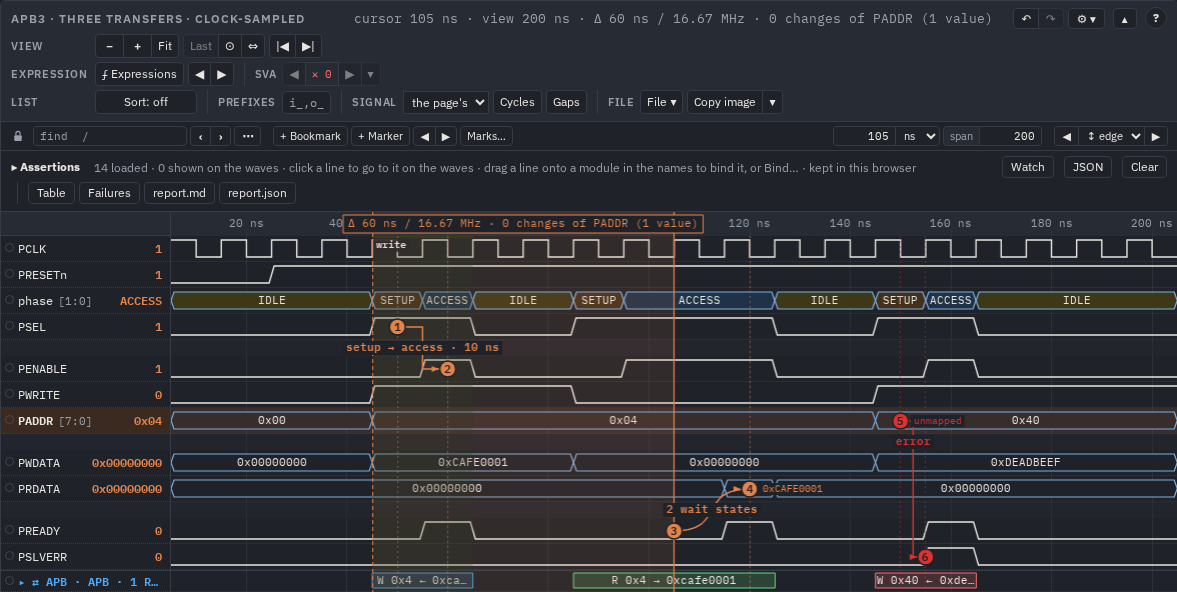 APB3 · THREE TRANSFERS · CLOCK-SAMPLED
cursor 105 ns · view 200 ns · Δ 60 ns / 16.67 MHz · 0 changes of PADDR (1 value)
↶ ↷ ⚙ ▾ ▴ ?
VIEW − + Fit Last ⊙ ⇔ |◀ ▶|
EXPRESSION ⨍ Expressions ◀ ▶ SVA ◀ × 0 ▶ ▾
LIST Sort: off PREFIXES i_,o_ SIGNAL the page's Cycles Gaps FILE File ▾ Copy image ▾
find / ‹ › ⋯ + Bookmark + Marker ◀ ▶ Marks… 105 ns span 200 ◀ ↕ edge ▶
▸ Assertions 14 loaded · 0 shown on the waves · click a line to go to it on the waves · drag a line onto a module in the names to bind it, or Bind… · kept in this browser Watch JSON Clear
Table Failures report.md report.json
20 ns 40 Δ 60 ns / 16.67 MHz · 0 changes of PADDR (1 value) 120 ns 140 ns 160 ns 180 ns 200 ns
PCLK 1 write
PRESETn 1
phase [1:0] ACCESS IDLE SETUP ACCESS IDLE SETUP ACCESS IDLE SETUP ACCESS IDLE
PSEL 1 1
setup → access · 10 ns
PENABLE 1 2
PWRITE 0
PADDR [7:0] 0x04 0x00 0x04 5 unmapped 0x40
error
PWDATA 0x00000000 0x00000000 0xCAFE0001 0x00000000 0xDEADBEEF
PRDATA 0x00000000 0x00000000 4 0xCAFE0001 0x00000000
2 wait states
PREADY 0 3
PSLVERR 0 6
▸ ⇄ APB · APB · 1 R… W 0x4 ← 0xca… R 0x4 → 0xcafe0001 W 0x40 ← 0xde…